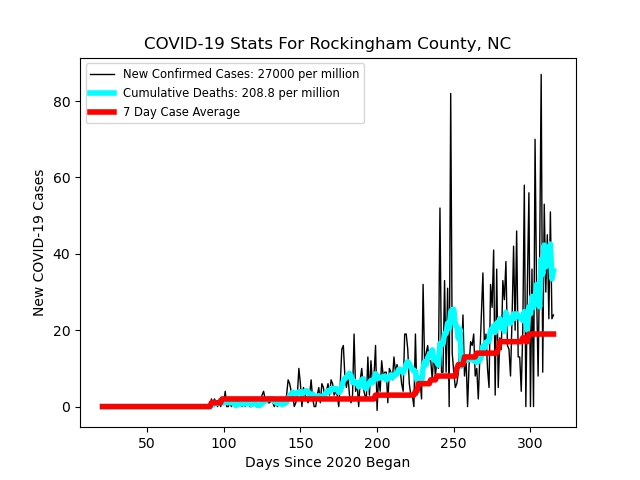 COVID-19 Stats For Rockingham County, NC
New Confirmed Cases: 27000 per million
Cumulative Deaths: 208.8 per million
7 Day Case Average
New COVID-19 Cases
80
60
40
20
0
50 100 150 200 250 300
Days Since 2020 Began